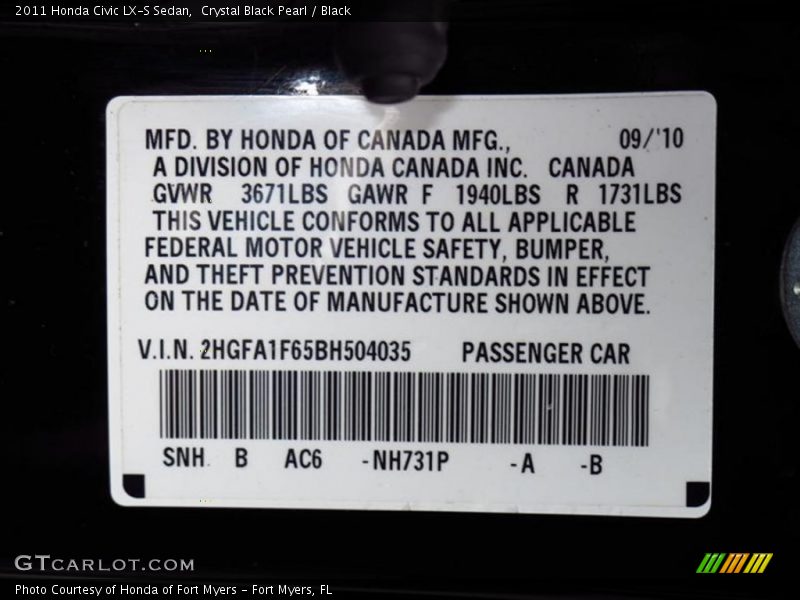 2011 Honda Civic LX-S Sedan, Crystal Black Pearl / Black
MFD. BY HONDA OF CANADA MFG., 09/'10
A DIVISION OF HONDA CANADA INC. CANADA
GVWR 3671LBS GAWR F 1940LBS R 1731LBS
THIS VEHICLE CONFORMS TO ALL APPLICABLE
FEDERAL MOTOR VEHICLE SAFETY, BUMPER,
AND THEFT PREVENTION STANDARDS IN EFFECT
ON THE DATE OF MANUFACTURE SHOWN ABOVE.
V.I.N. 2HGFA1F65BH504035 PASSENGER CAR
SNH B AC6 -NH731P -A -B
GTCARLOT.COM
Photo Courtesy of Honda of Fort Myers - Fort Myers, FL